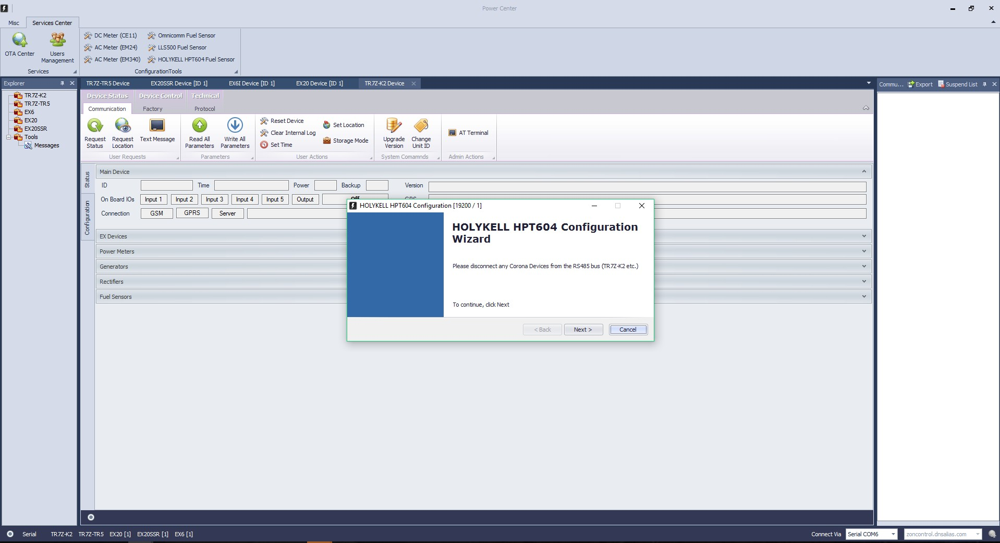 Power Center
Misc Services Center
OTA Center
Users Management
Services
DC Meter (CE11)
AC Meter (EM24)
AC Meter (EM340)
Omnicomm Fuel Sensor
LLS500 Fuel Sensor
HOLYKELL HPT604 Fuel Sensor
ConfigurationTools
Explorer
TR7Z-K2
TR7Z-TR5
EX6
EX20
EX20SSR
Tools
Messages
TR7Z-TR5 Device EX20SSR Device [ID 1] EX6I Device [ID 1] EX20 Device [ID 1] TR7Z-K2 Device
Commu... Export Suspend List
Device Status Device Control Technical
Communication Factory Protocol
Request Status
Request Location
Text Message
User Requests
Read All Parameters
Write All Parameters
Parameters
Reset Device
Clear Internal Log
Set Time
Set Location
Storage Mode
User Actions
Upgrade Version
Change Unit ID
System Comamnds
AT Terminal
Admin Actions
Status
Configuration
Main Device
ID Time Power Backup Version
On Board IOs Input 1 Input 2 Input 3 Input 4 Input 5 Output Off GPS
Connection GSM GPRS Server
EX Devices
Power Meters
Generators
Rectifiers
Fuel Sensors
HOLYKELL HPT604 Configuration [19200 / 1]
HOLYKELL HPT604 Configuration
Wizard
Please disconnect any Corona Devices from the RS485 bus (TR7Z-K2 etc.)
To continue, click Next
< Back Next > Cancel
Serial TR7Z-K2 TR7Z-TR5 EX20 [1] EX20SSR [1] EX6 [1]
Connect Via Serial COM6 zoncontrol.dnsalias.com